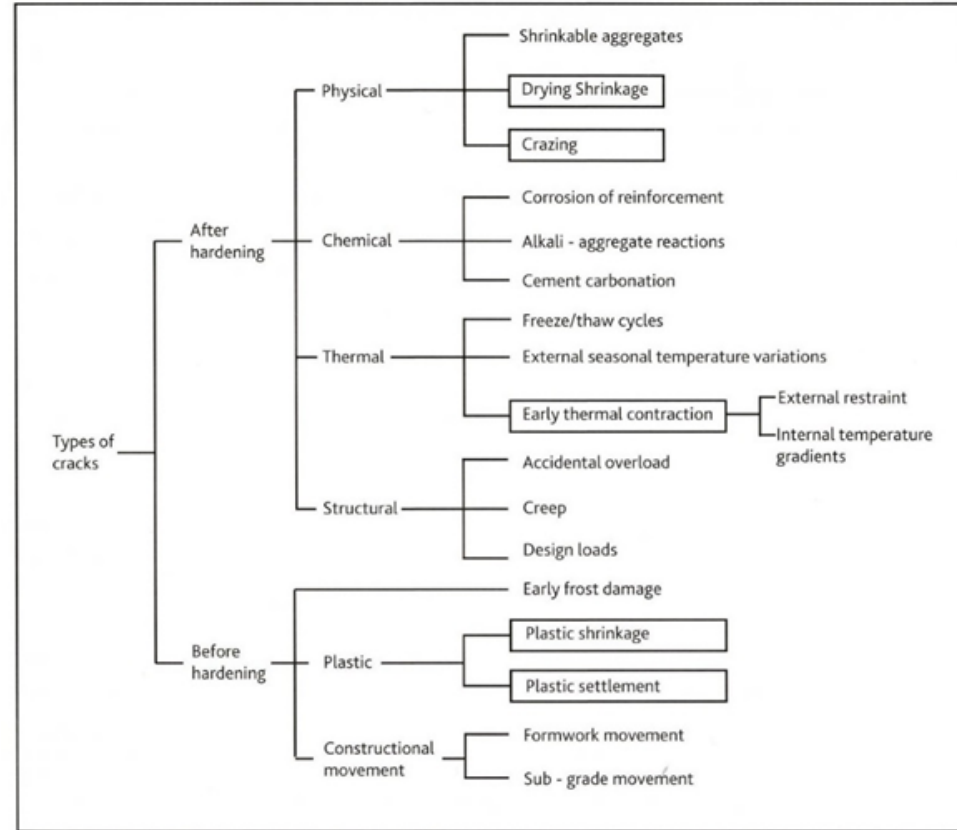 Types of
cracks
After
hardening
Physical
Shrinkable aggregates
Drying Shrinkage
Crazing
Chemical
Corrosion of reinforcement
Alkali - aggregate reactions
Cement carbonation
Thermal
Freeze/thaw cycles
External seasonal temperature variations
Early thermal contraction
External restraint
Internal temperature
gradients
Structural
Accidental overload
Creep
Design loads
Before
hardening
Early frost damage
Plastic
Plastic shrinkage
Plastic settlement
Constructional
movement
Formwork movement
Sub - grade movement